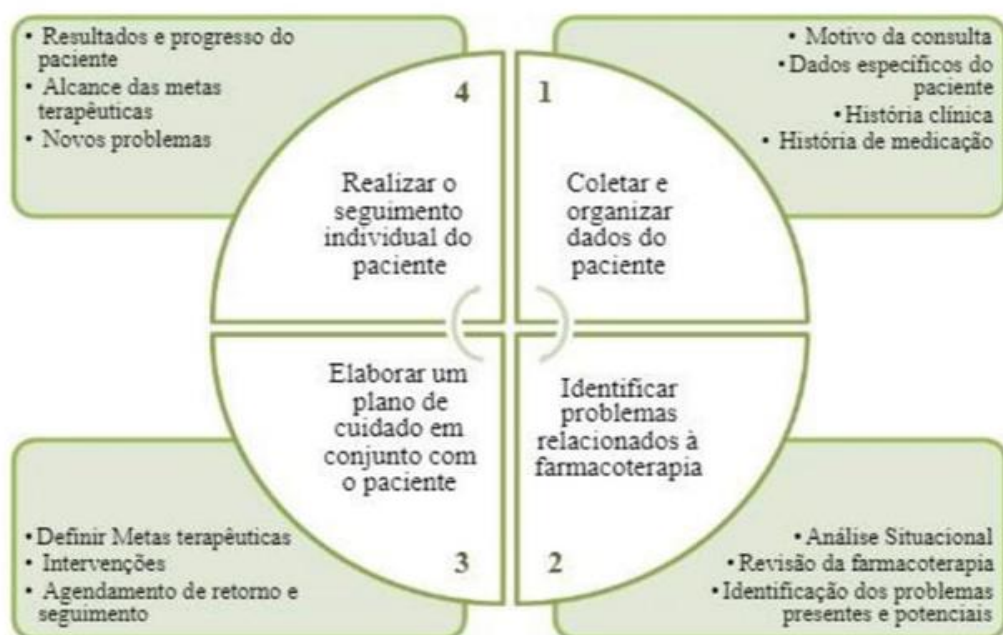 • Resultados e progresso do
paciente
• Alcance das metas
terapêuticas
• Novos problemas
4
Realizar o
seguimento
individual do
paciente
1
Coletar e
organizar
dados do
paciente
• Motivo da consulta
• Dados específicos do
paciente
• História clínica
• História de medicação
Elaborar um
plano de
cuidado em
conjunto com
o paciente
3
• Definir Metas terapêuticas
• Intervenções
• Agendamento de retorno e
seguimento
Identificar
problemas
relacionados à
farmacoterapia
2
• Análise Situacional
• Revisão da farmacoterapia
• Identificação dos problemas
presentes e potenciais